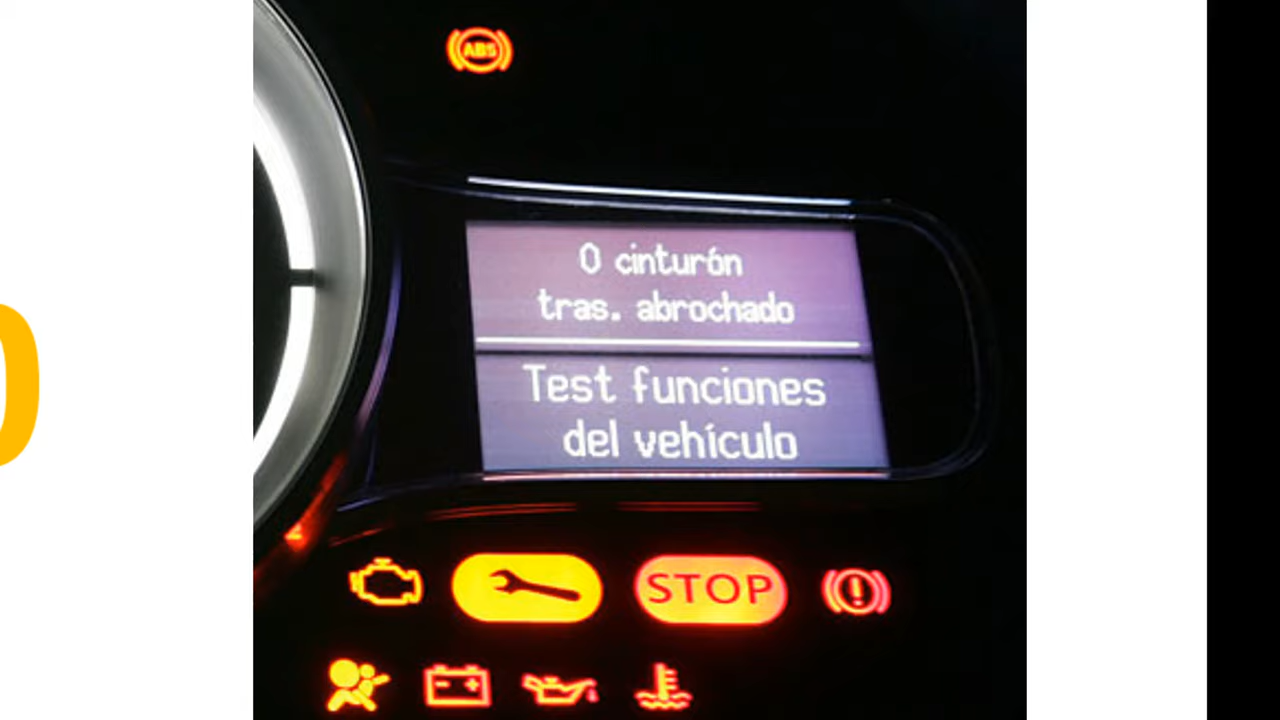 ABS
0 cinturón
tras. abrochado
Test funciones
del vehículo
STOP